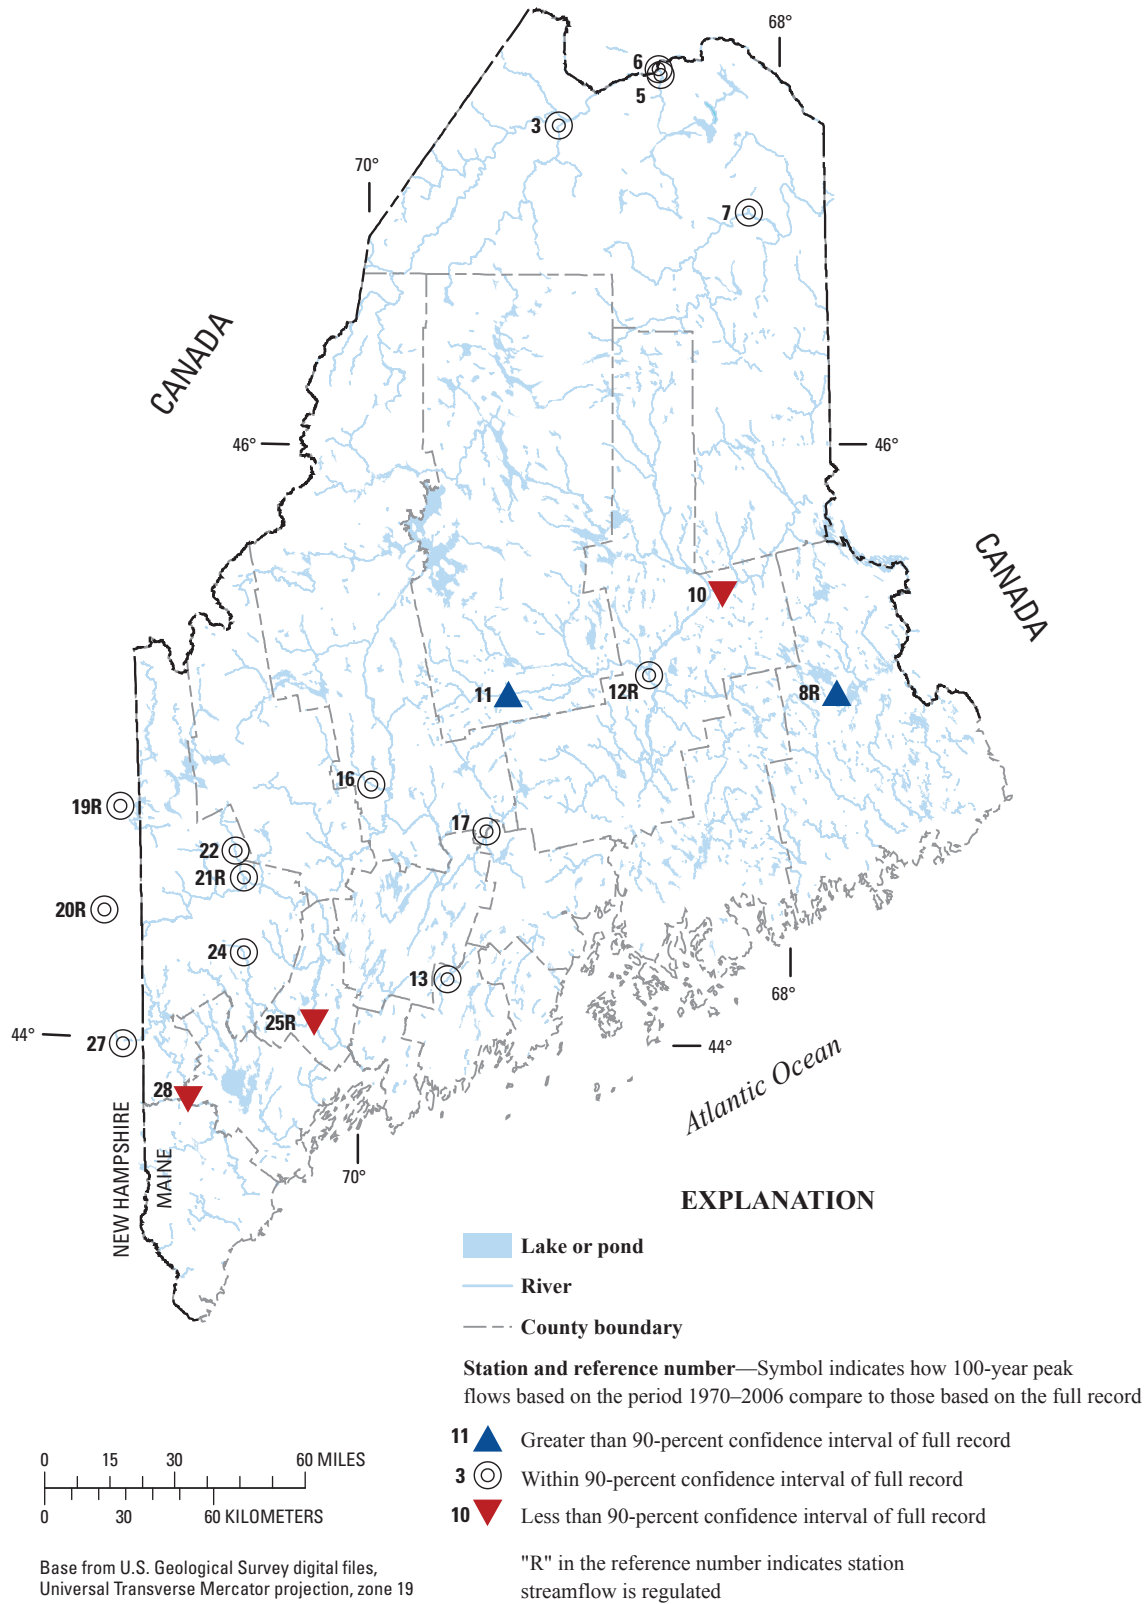 68°
6
5
3
70°
7
CANADA
46°
46°
CANADA
10
12R
11
8R
16
19R
17
22
21R
20R
24
13
68°
25R
44°
27
44°
Atlantic Ocean
28
NEW HAMPSHIRE
MAINE
70°
EXPLANATION
Lake or pond
River
County boundary
Station and reference number—Symbol indicates how 100-year peak
flows based on the period 1970–2006 compare to those based on the full record
11 Greater than 90-percent confidence interval of full record
3 Within 90-percent confidence interval of full record
10 Less than 90-percent confidence interval of full record
"R" in the reference number indicates station
streamflow is regulated
0 15 30 60 MILES
0 30 60 KILOMETERS
Base from U.S. Geological Survey digital files,
Universal Transverse Mercator projection, zone 19